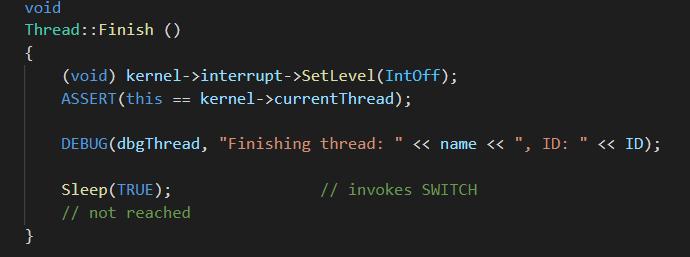 void
Thread::Finish ()
{
    (void) kernel->interrupt->SetLevel(IntOff);
    ASSERT(this == kernel->currentThread);

    DEBUG(dbgThread, "Finishing thread: " << name << ", ID: " << ID);

    Sleep(TRUE);                // invokes SWITCH
    // not reached
}